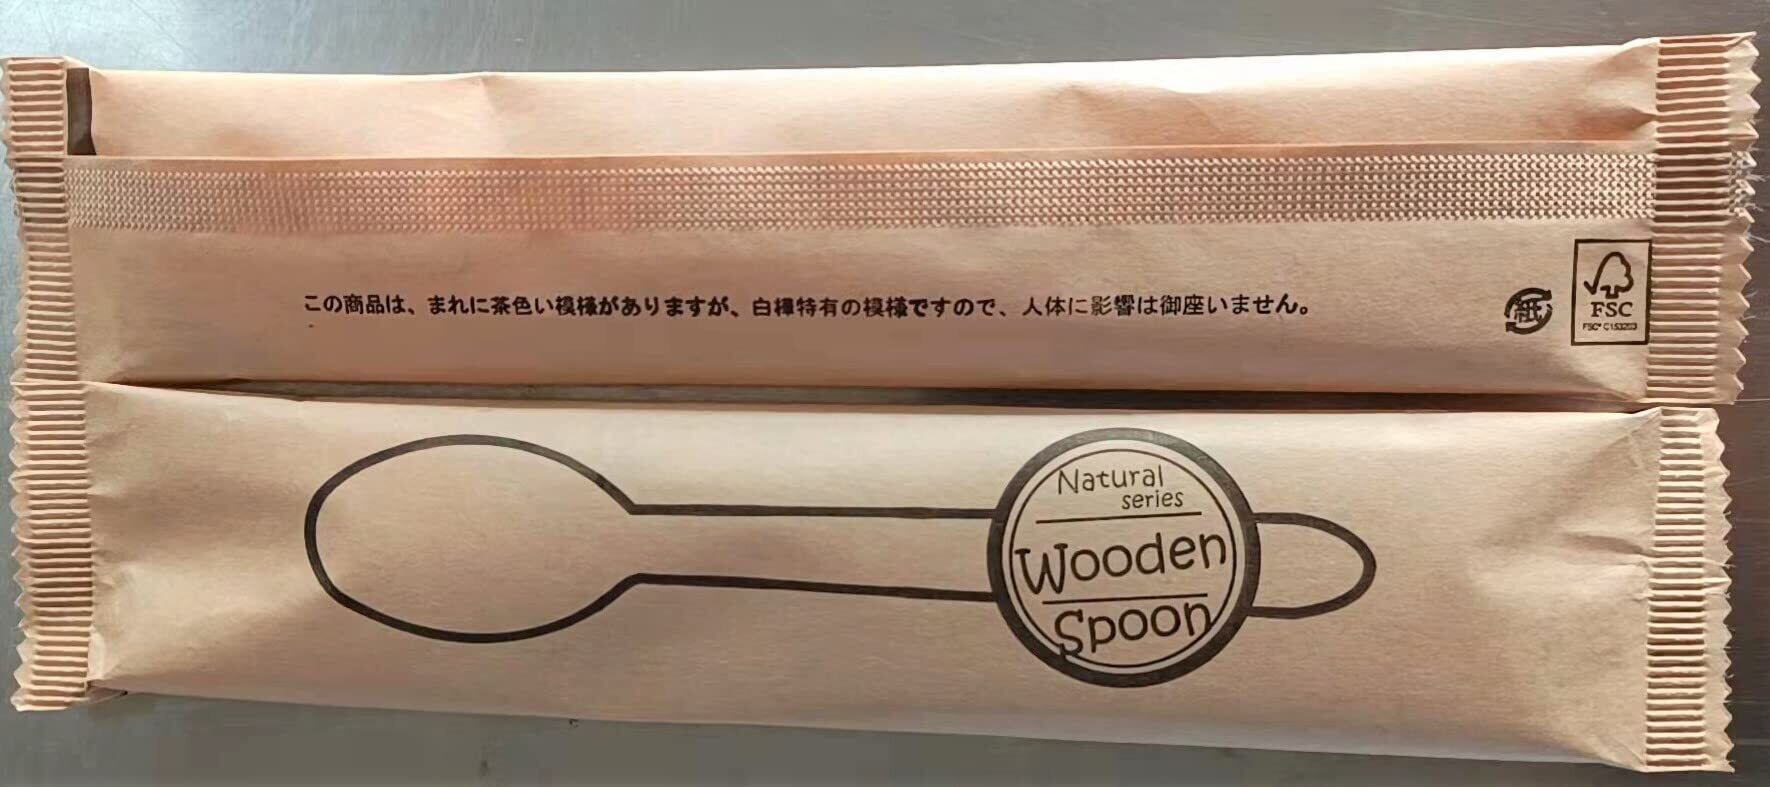 この商品は、まれに茶色い模様がありますが、白樺特有の模様ですので、人体に影響は御座いません。
紙
FSC
FSC® C153203
Natural
series
Wooden
Spoon